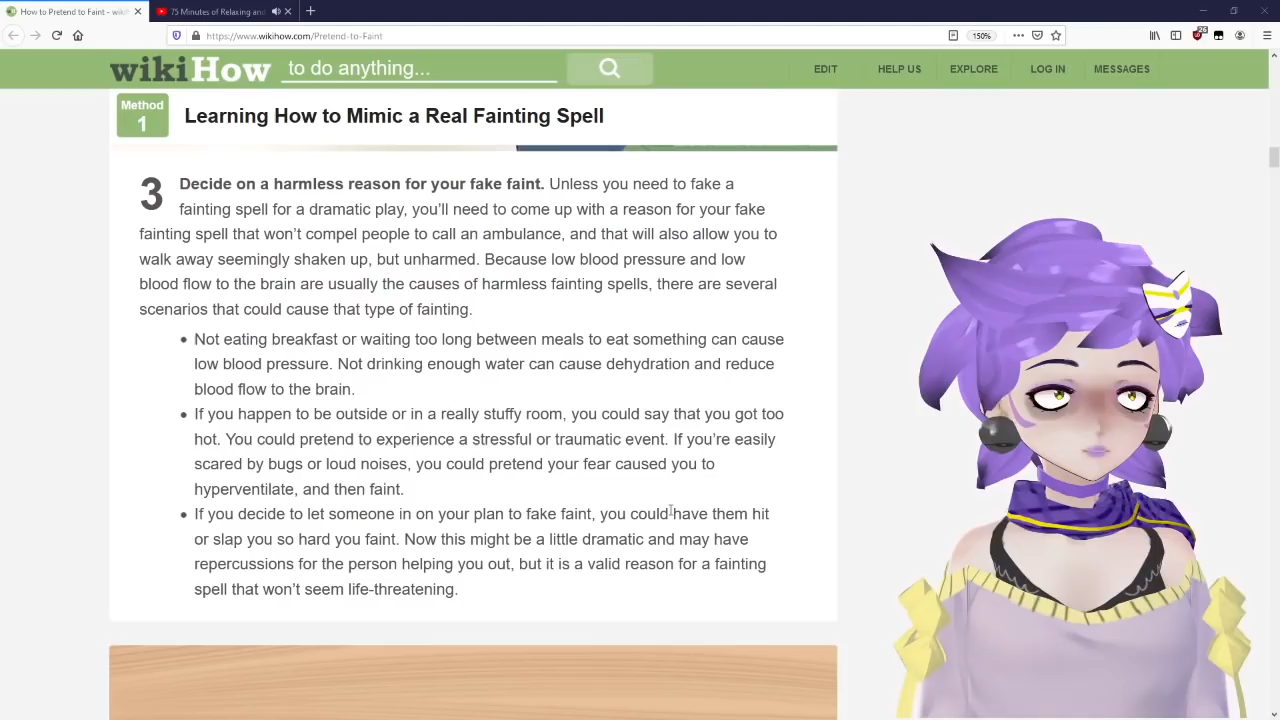 How to Pretend to Faint - wiki
75 Minutes of Relaxing and
https://www.wikihow.com/Pretend-to-Faint
150%
wikiHow to do anything...
EDIT HELP US EXPLORE LOG IN MESSAGES
Method
1
Learning How to Mimic a Real Fainting Spell
3 Decide on a harmless reason for your fake faint. Unless you need to fake a
fainting spell for a dramatic play, you'll need to come up with a reason for your fake
fainting spell that won't compel people to call an ambulance, and that will also allow you to
walk away seemingly shaken up, but unharmed. Because low blood pressure and low
blood flow to the brain are usually the causes of harmless fainting spells, there are several
scenarios that could cause that type of fainting.
Not eating breakfast or waiting too long between meals to eat something can cause
low blood pressure. Not drinking enough water can cause dehydration and reduce
blood flow to the brain.
If you happen to be outside or in a really stuffy room, you could say that you got too
hot. You could pretend to experience a stressful or traumatic event. If you're easily
scared by bugs or loud noises, you could pretend your fear caused you to
hyperventilate, and then faint.
If you decide to let someone in on your plan to fake faint, you could have them hit
or slap you so hard you faint. Now this might be a little dramatic and may have
repercussions for the person helping you out, but it is a valid reason for a fainting
spell that won't seem life-threatening.